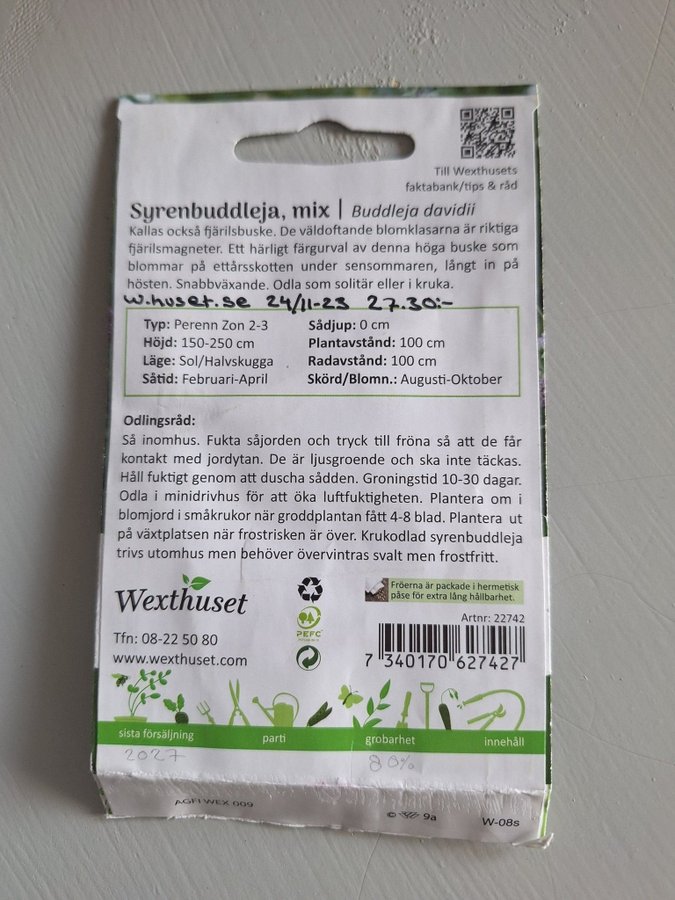 Till Wexthusets
faktabank/tips & råd
Syrenbuddleja, mix | Buddleja davidii
Kallas också fjärilsbuske. De väldoftande blomklasarna är riktiga
fjärilsmagneter. Ett härligt färgurval av denna höga buske som
blommar på ettårsskotten under sensommaren, långt in på
hösten. Snabbväxande. Odla som solitär eller i kruka.
w.huset.se 24/11-23 27.30:-
Typ: Perenn Zon 2-3 Sådjup: 0 cm
Höjd: 150-250 cm Plantavstånd: 100 cm
Läge: Sol/Halvskugga Radavstånd: 100 cm
Såtid: Februari-April Skörd/Blomn.: Augusti-Oktober
Odlingsråd:
Så inomhus. Fukta såjorden och tryck till fröna så att de får
kontakt med jordytan. De är ljusgroende och ska inte täckas.
Håll fuktigt genom att duscha sådden. Groningstid 10-30 dagar.
Odla i minidrivhus för att öka luftfuktigheten. Plantera om i
blomjord i småkrukor när groddplantan fått 4-8 blad. Plantera ut
på växtplatsen när frostrisken är över. Krukodlad syrenbuddleja
trivs utomhus men behöver övervintras svalt men frostfritt.
Wexthuset
Tfn: 08-22 50 80
www.wexthuset.com
PEFC
Fröerna är packade i hermetisk
påse för extra lång hållbarhet.
Artnr: 22742
7 340170 627427
sista försäljning parti grobarhet innehåll
2027 80%
AGFI WEX 009
© 9a W-08s